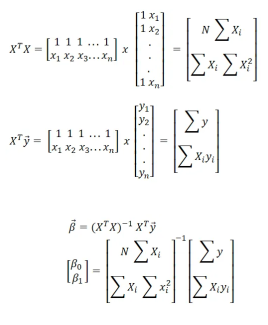 X^T X = [1 1 1 … 1; x_1 x_2 x_3 … x_n] x [1 x_1; 1 x_2; .; .; .; 1 x_n] = [N ∑X_i; ∑X_i ∑X_i^2]
X^T y⃗ = [1 1 1 … 1; x_1 x_2 x_3 … x_n] x [y_1; y_2; .; .; .; y_n] = [∑y; ∑X_i y_i]
β⃗ = (X^T X)^{-1} X^T y⃗
[β_0; β_1] = [N ∑X_i; ∑X_i ∑x_i^2]^{-1} [∑y; ∑X_i y_i]